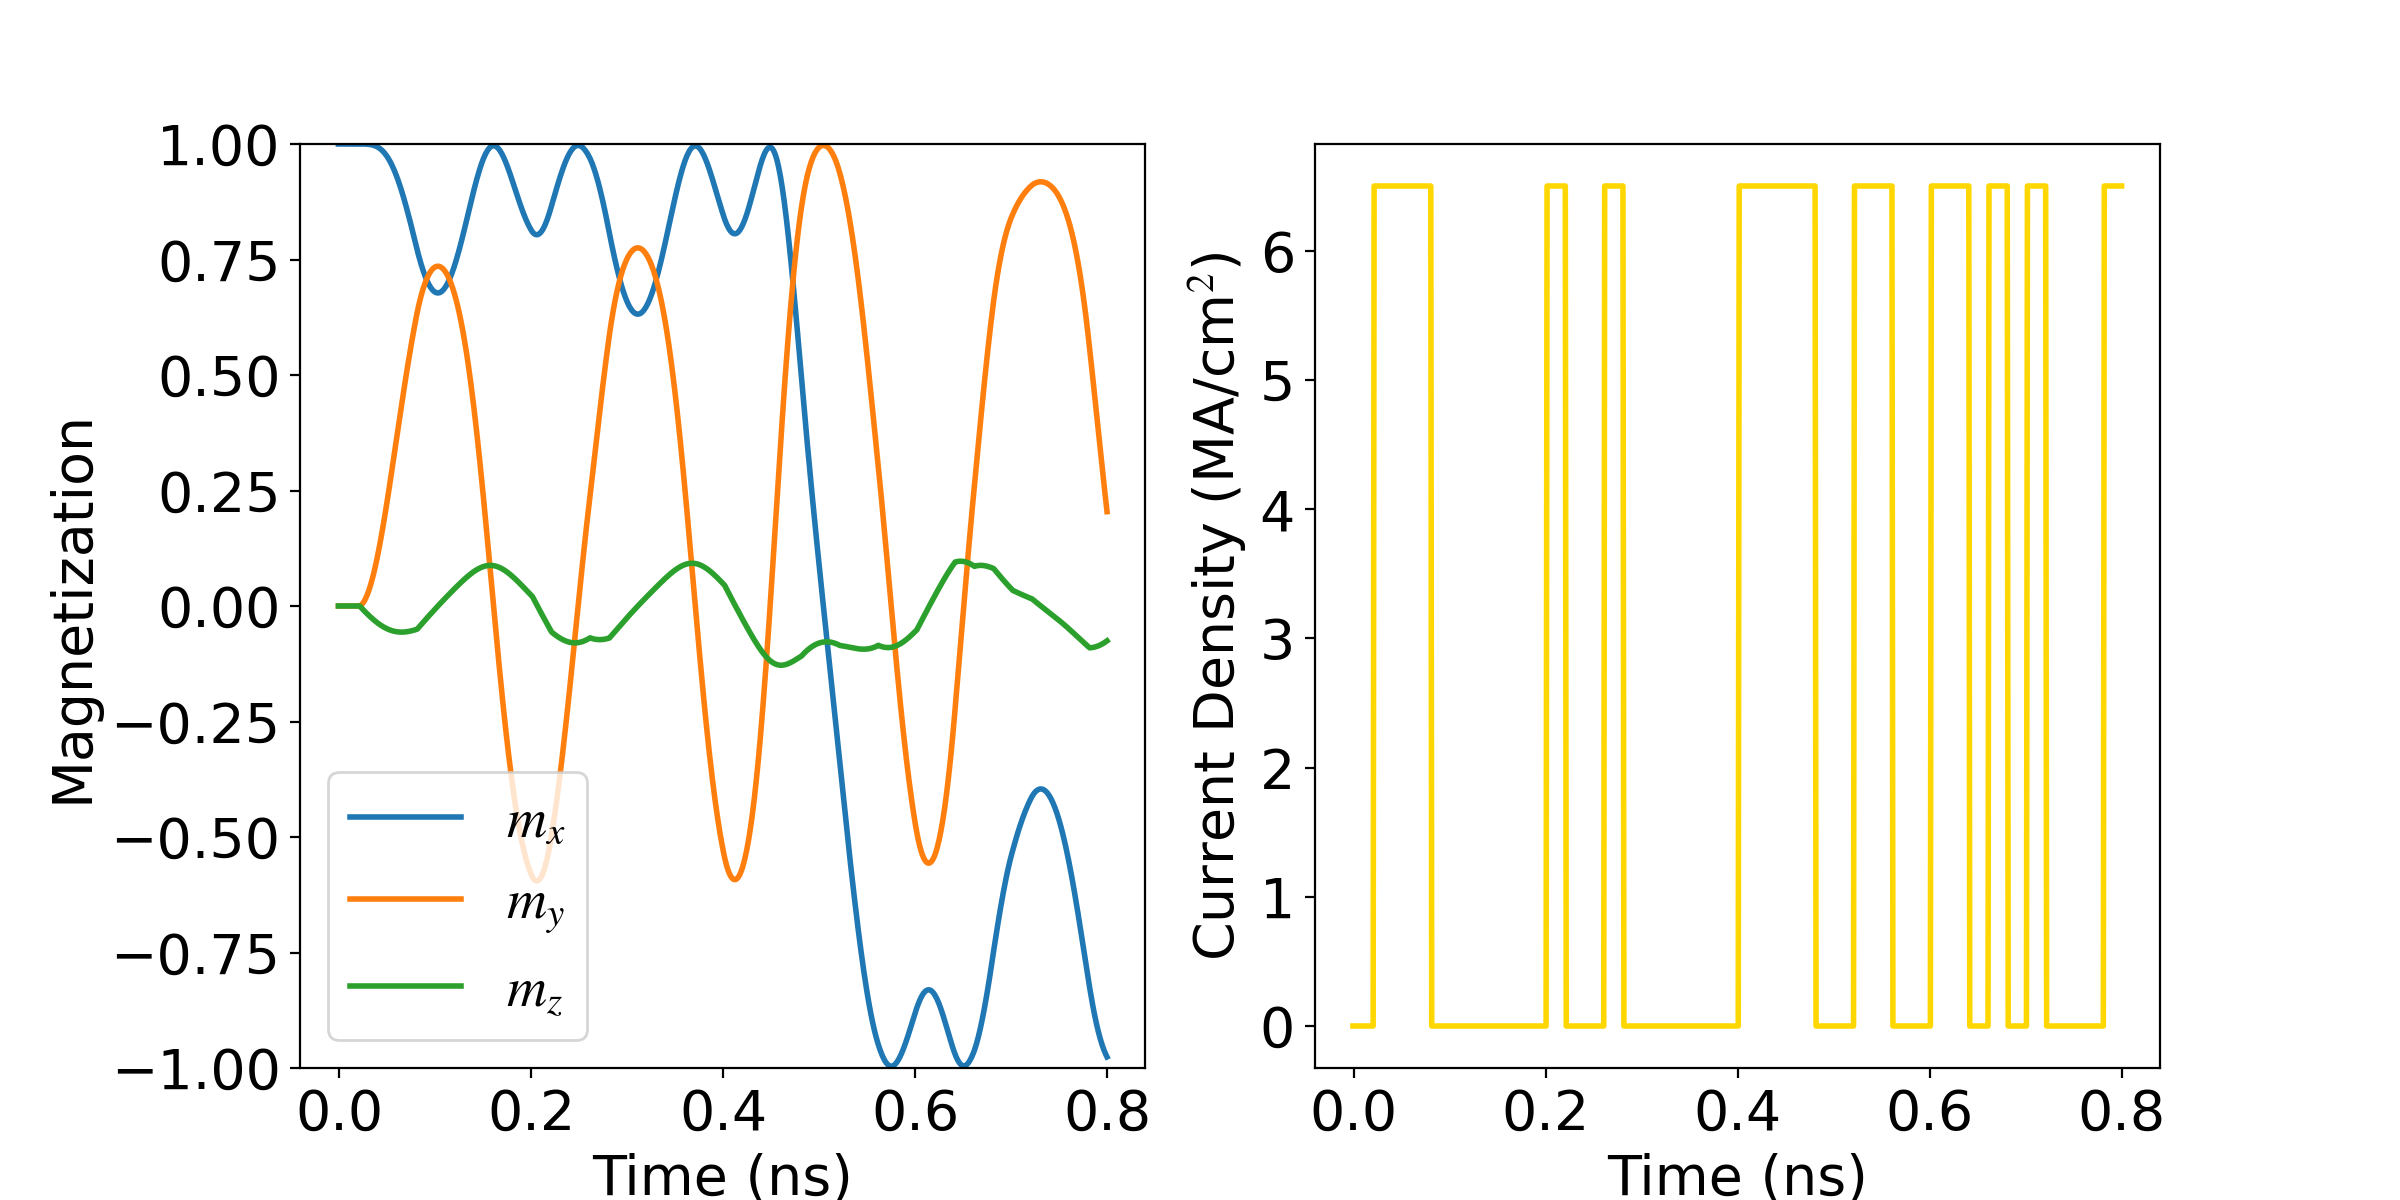 Magnetization
1.00
0.75
0.50
0.25
0.00
−0.25
−0.50
−0.75
−1.00
m_x
m_y
m_z
0.0 0.2 0.4 0.6 0.8
Time (ns)
Current Density (MA/cm²)
6
5
4
3
2
1
0
0.0 0.2 0.4 0.6 0.8
Time (ns)